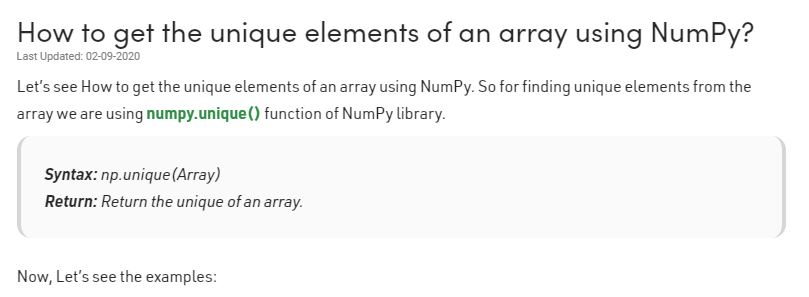 How to get the unique elements of an array using NumPy?
Last Updated: 02-09-2020
Let's see How to get the unique elements of an array using NumPy. So for finding unique elements from the
array we are using numpy.unique() function of NumPy library.
Syntax: np.unique(Array)
Return: Return the unique of an array.
Now, Let's see the examples: